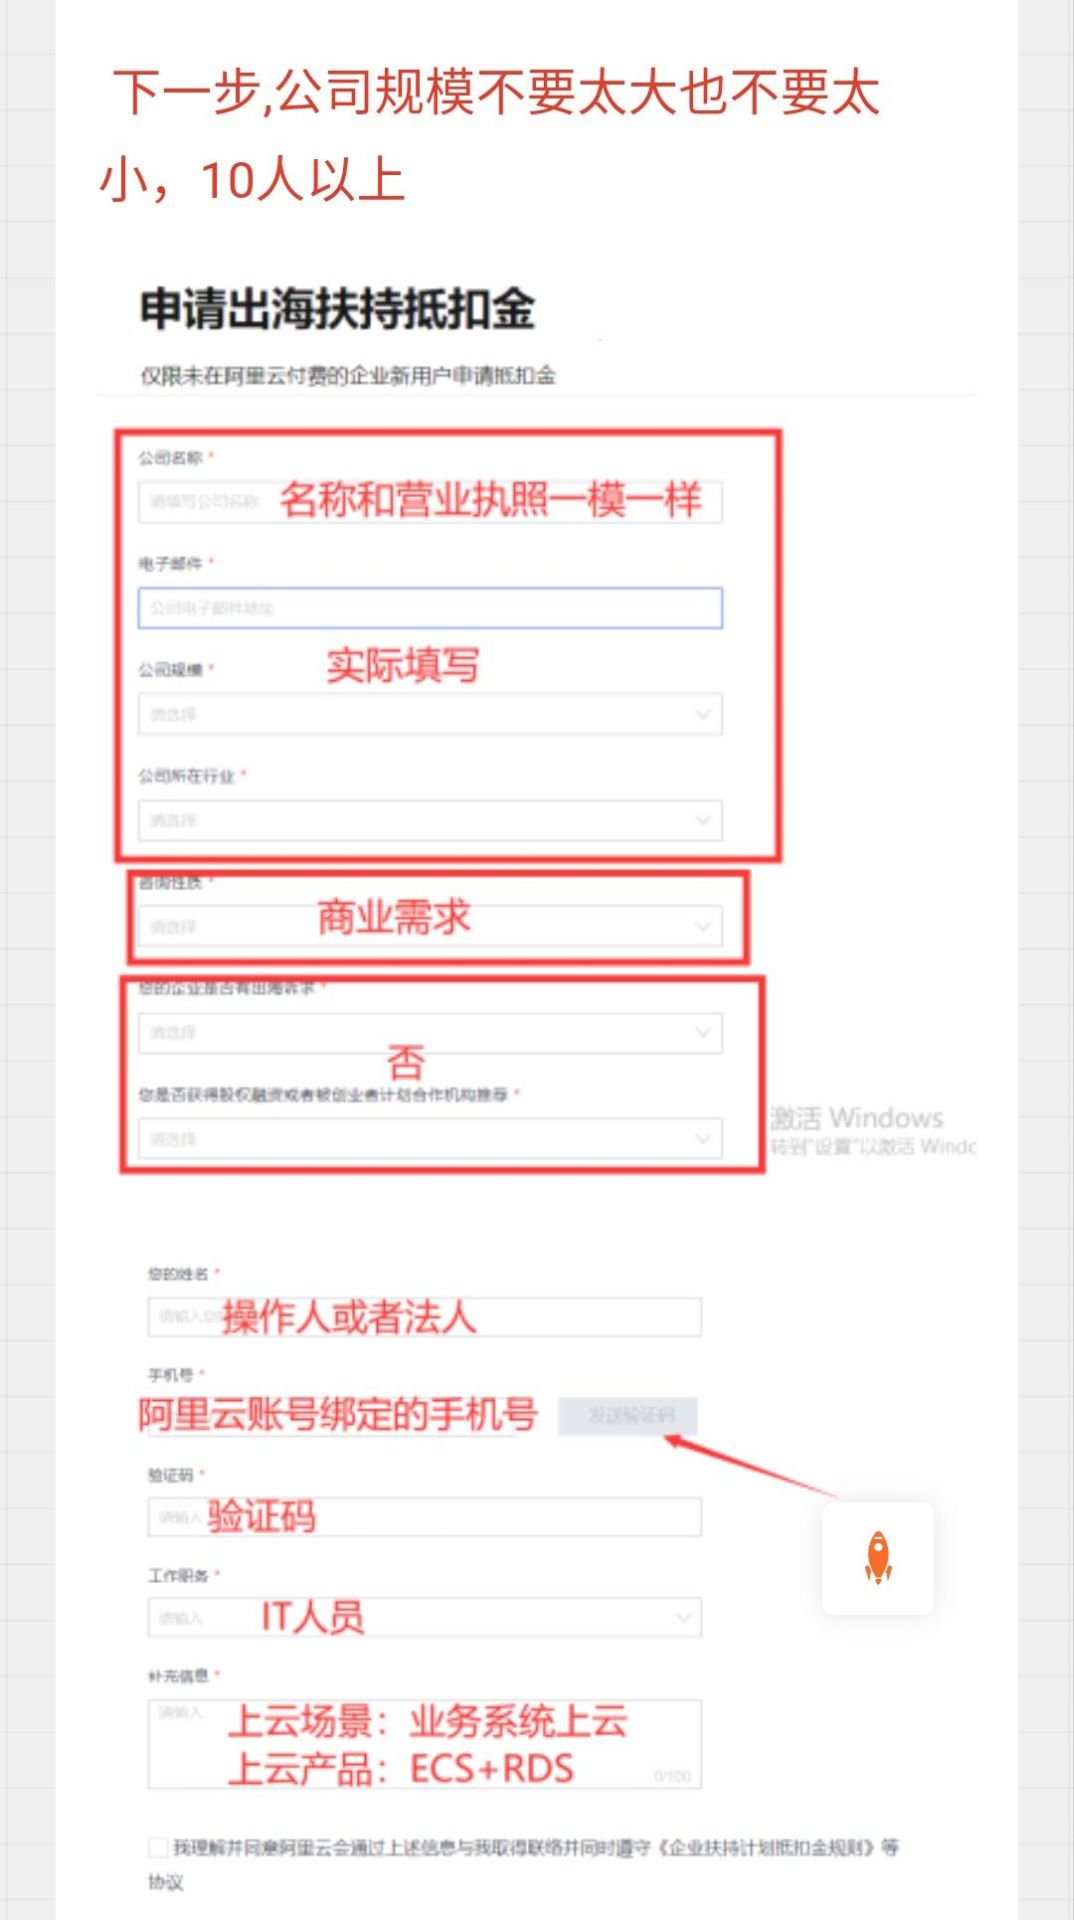 下一步,公司规模不要太大也不要太
小，10人以上
申请出海扶持抵扣金
仅限未在阿里云付费的企业新用户申请抵扣金
公司名称 *
请填写公司名称 名称和营业执照一模一样
电子邮件 *
公司电子邮件地址
公司规模 * 实际填写
请选择
公司所在行业 *
请选择
咨询性质 *
请选择 商业需求
您的企业是否有出海诉求 *
请选择
否
您是否获得股权融资或者被创业者计划合作机构推荐 *
请选择
激活 Windows
转到"设置"以激活 Windc
您的姓名 *
请输入您 操作人或者法人
手机号 *
阿里云账号绑定的手机号 发送验证码
验证码 *
请输入 验证码
工作职务 *
请输入 IT人员
补充信息 *
请输入 上云场景：业务系统上云
上云产品：ECS+RDS
0/100
我理解并同意阿里云会通过上述信息与我取得联络并同时遵守《企业扶持计划抵扣金规则》等
协议